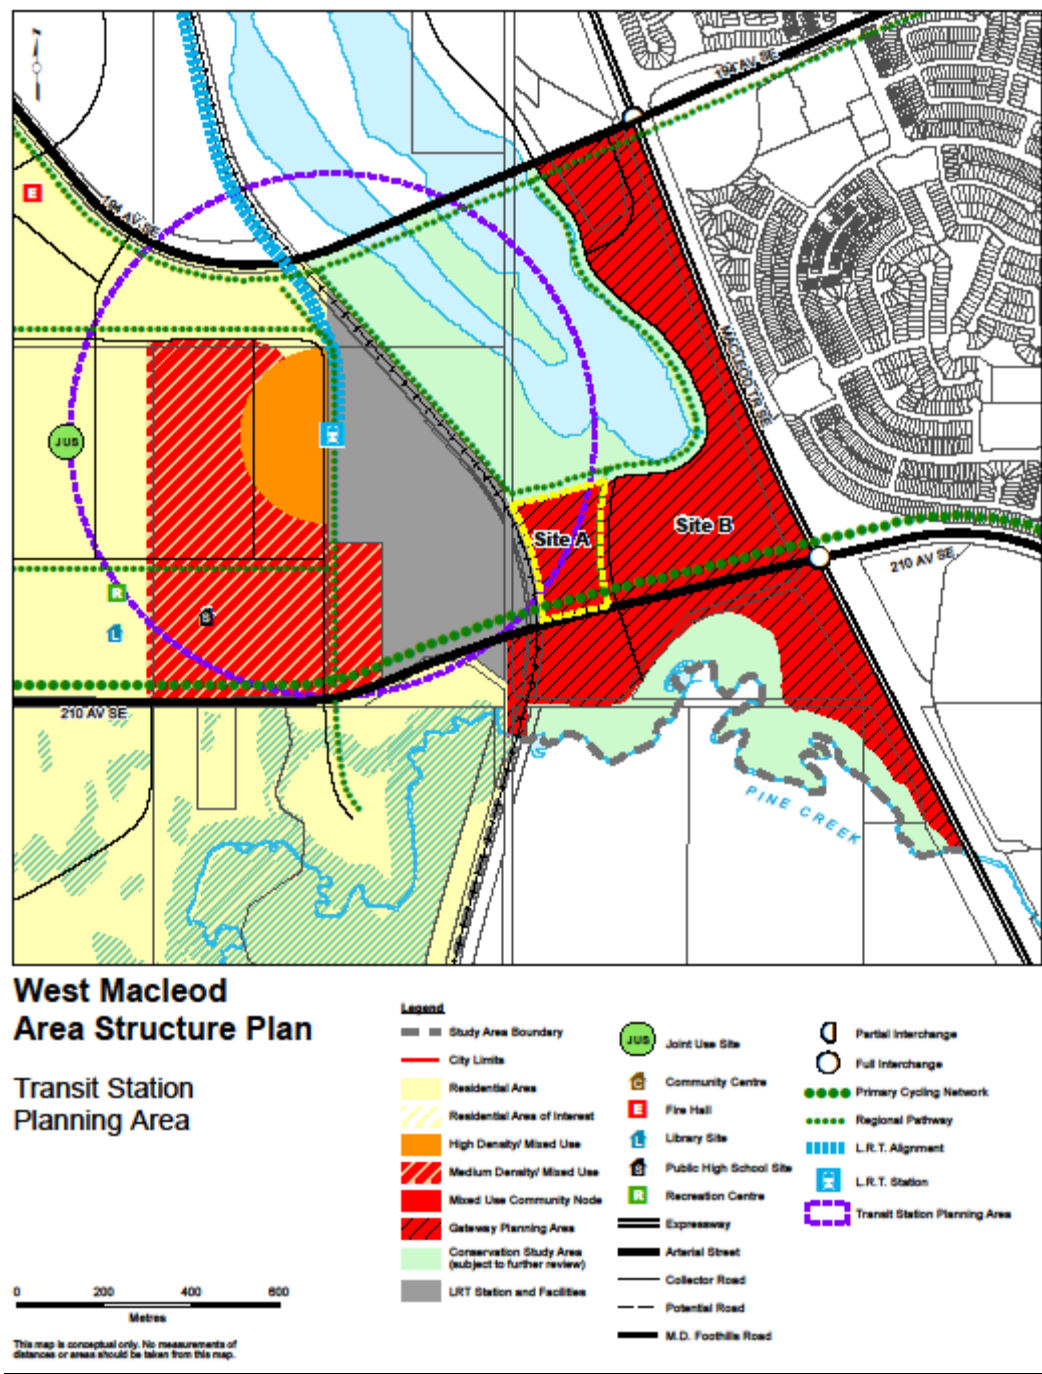 194 AV SE
E
194 AV SE
MACLEOD TR SE
JUS
Site A
Site B
210 AV SE
R
L
S
210 AV SE
PINE CREEK
West Macleod
Area Structure Plan
Transit Station
Planning Area
0 200 400 600
Metres
This map is conceptual only. No measurements of
distances or areas should be taken from this map.
Legend
Study Area Boundary
City Limits
Residential Area
Residential Area of Interest
High Density/ Mixed Use
Medium Density/ Mixed Use
Mixed Use Community Node
Gateway Planning Area
Conservation Study Area
(subject to further review)
LRT Station and Facilities
JUS Joint Use Site
C Community Centre
E Fire Hall
L Library Site
S Public High School Site
R Recreation Centre
Expressway
Arterial Street
Collector Road
Potential Road
M.D. Foothills Road
Partial Interchange
Full Interchange
Primary Cycling Network
Regional Pathway
L.R.T. Alignment
L.R.T. Station
Transit Station Planning Area